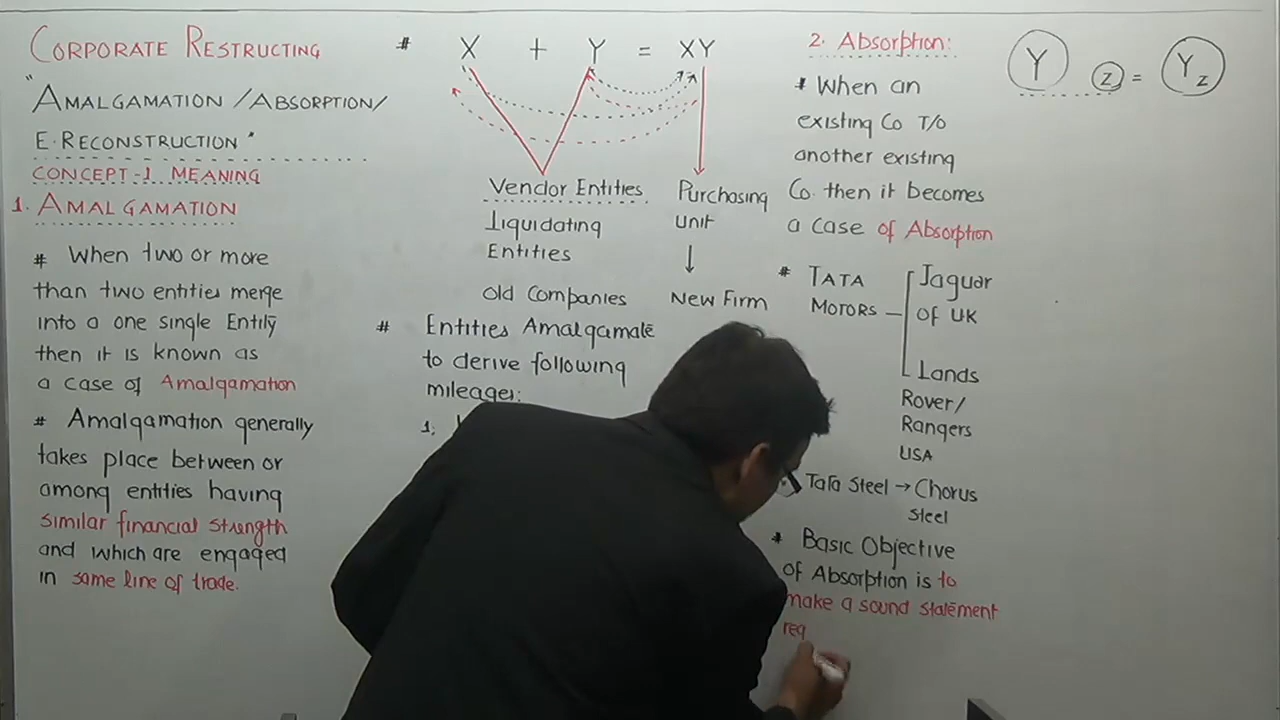 CORPORATE RESTRUCTING
"
AMALGAMATION /ABSORPTION/
E.RECONSTRUCTION "
CONCEPT-1 MEANING
1. AMALGAMATION
# When two or more
than two entities merge
into a one single Entity
then it is known as
a case of Amalgamation
# Amalgamation generally
takes place between or
among entities having
similar financial strength
and which are engaged
in same line of trade.
# X + Y = XY
Vendor Entities
Liquidating
Entities
old Companies
Purchasing
unit
↓
New Firm
# Entities Amalgamate
to derive following
mileages:
1,
2. Absorption:
* When an
existing Co T/O
another existing
Co. then it becomes
a case of Absorption
* TATA
MOTORS
Jaguar
of UK
Lands
Rover/
Rangers
USA
TaTa Steel → Chorus
Steel
* Basic Objective
of Absorption is to
make a sound statement
req
Y z = Yz